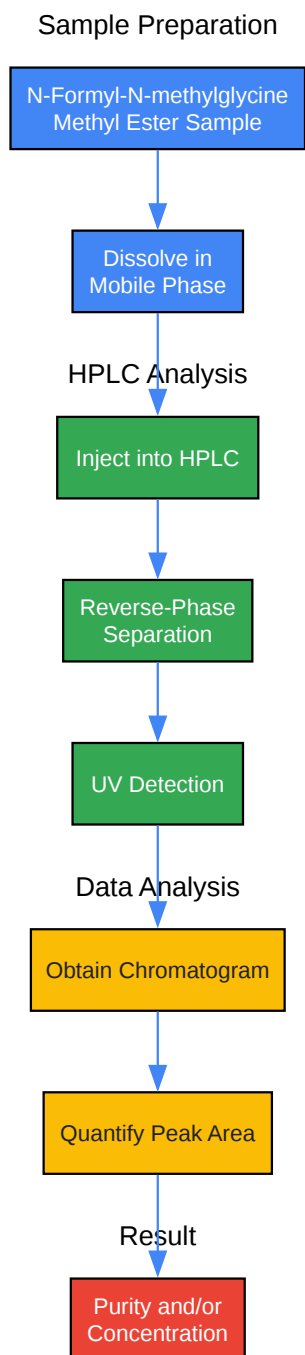 Sample Preparation
N-Formyl-N-methylglycine
Methyl Ester Sample
Dissolve in
Mobile Phase
HPLC Analysis
Inject into HPLC
Reverse-Phase
Separation
UV Detection
Data Analysis
Obtain Chromatogram
Quantify Peak Area
Result
Purity and/or
Concentration